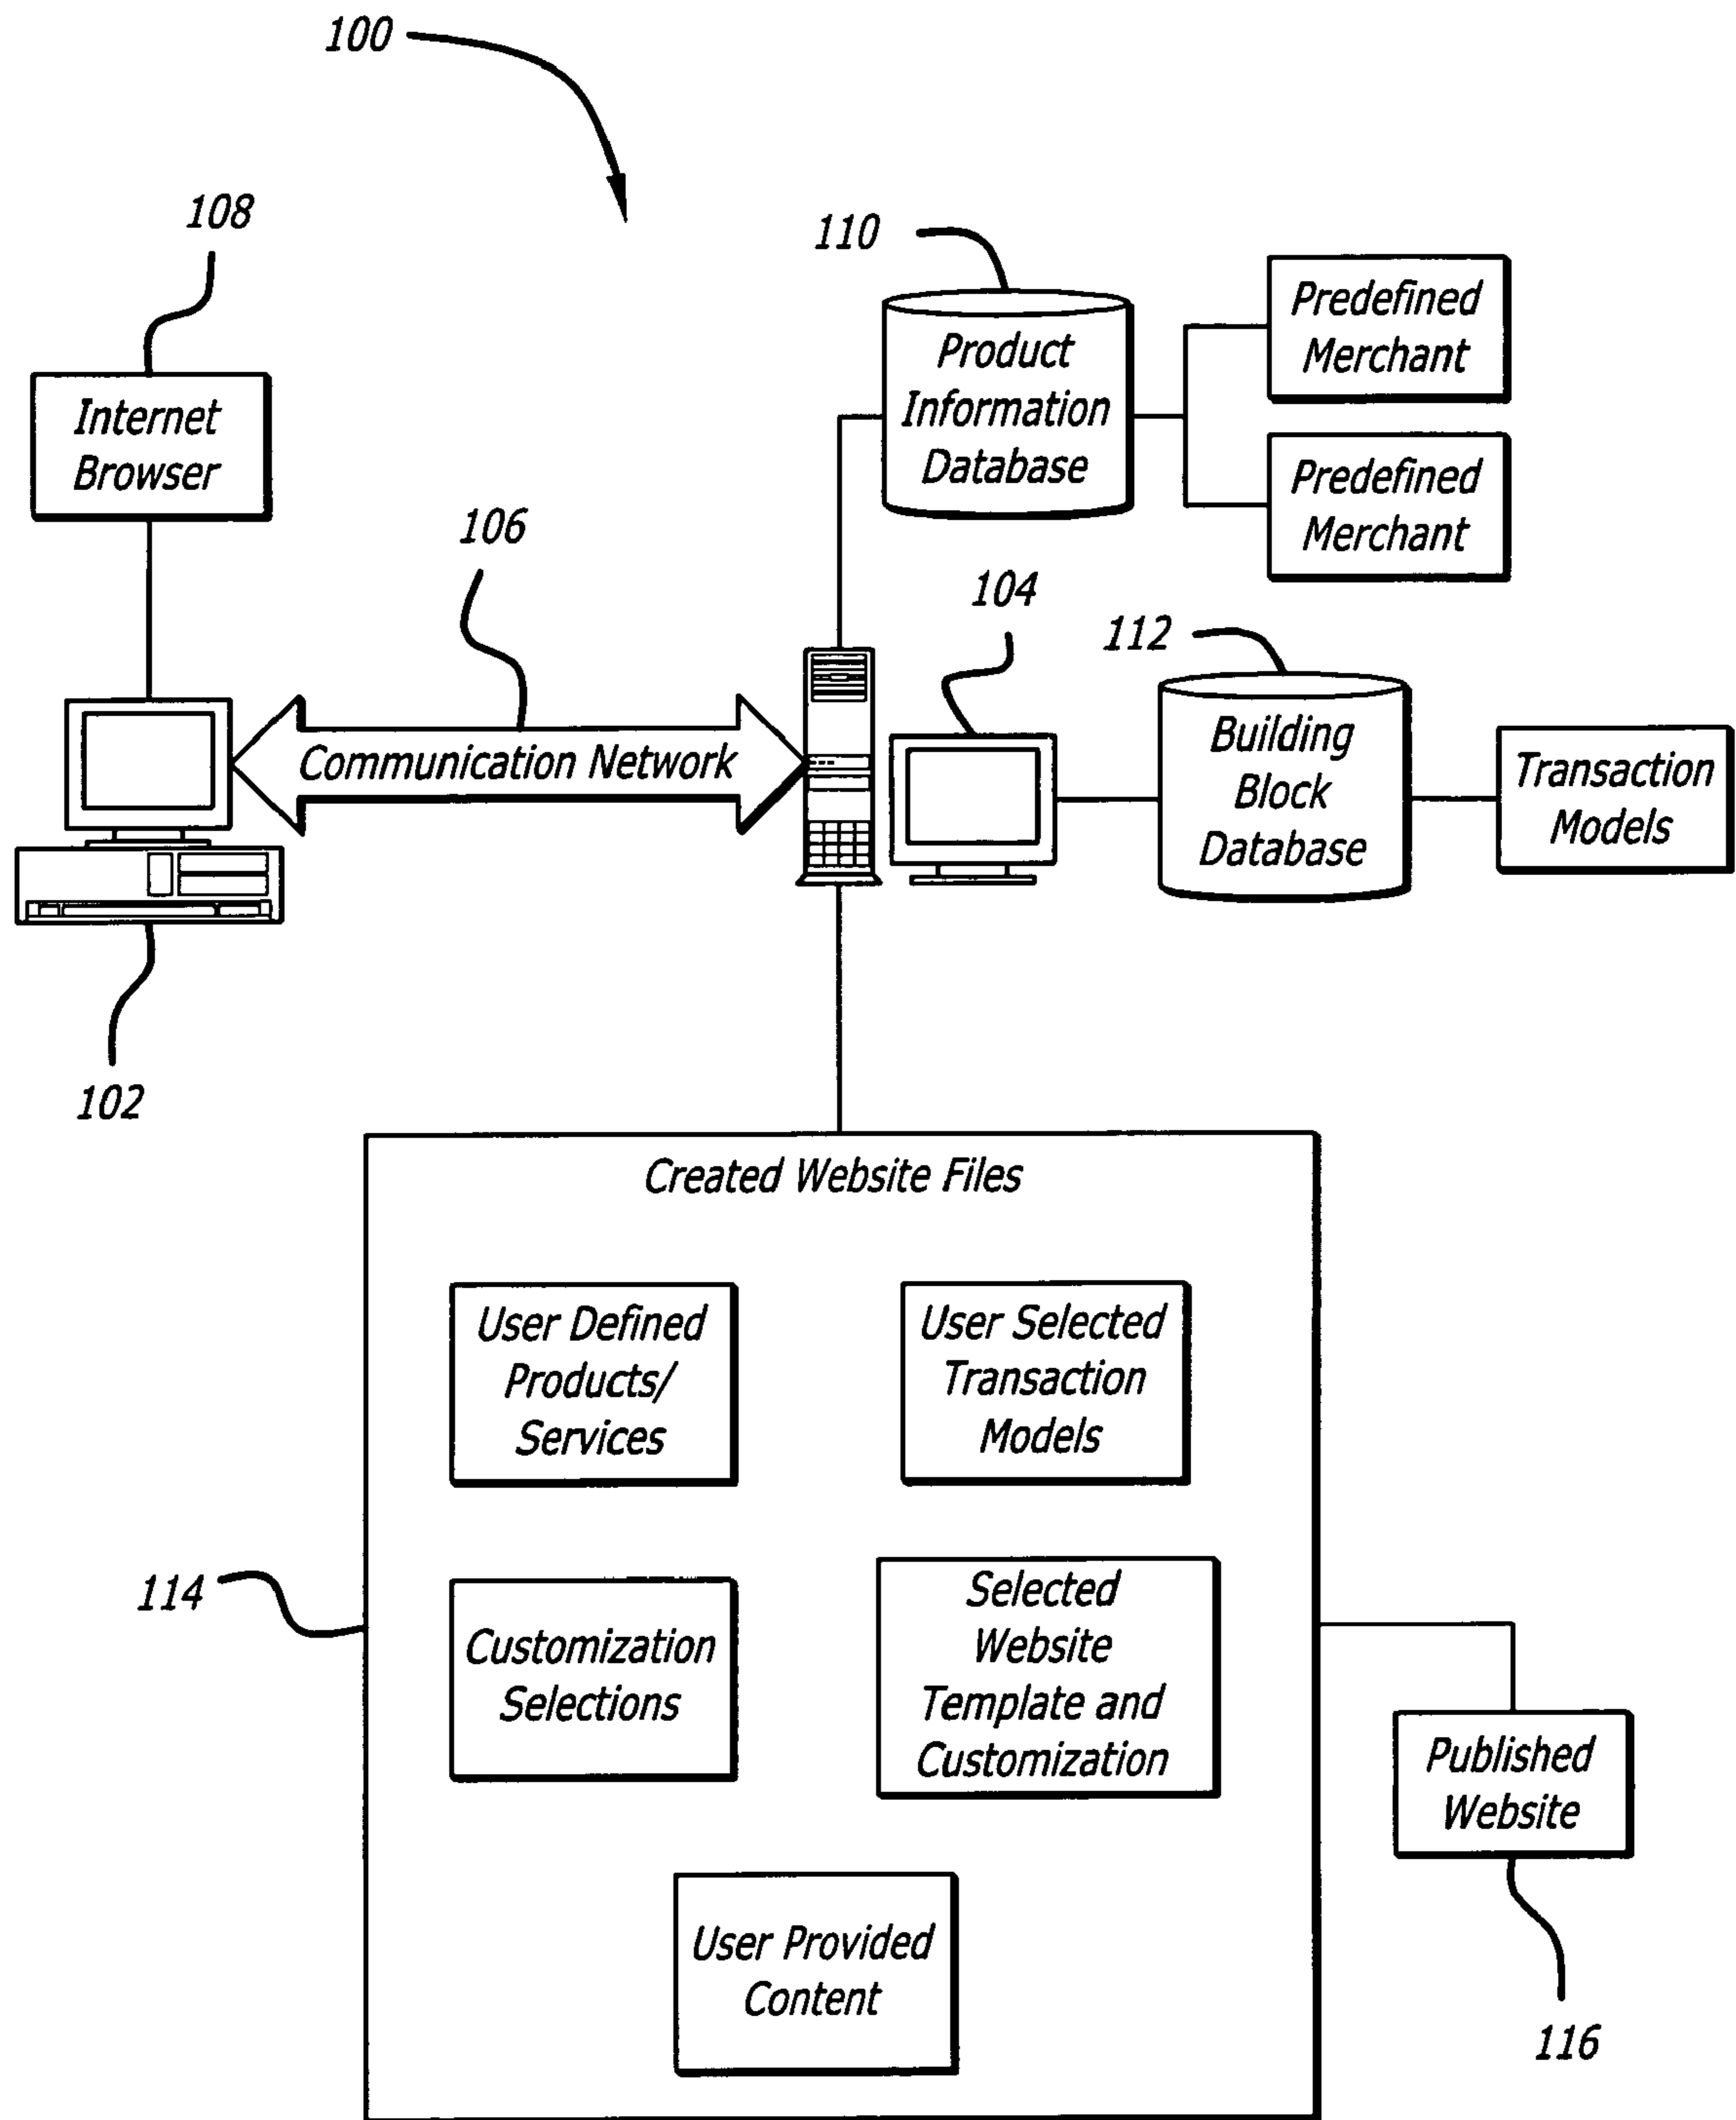 100
108
110
Predefined
Merchant
Product
Information
Database
Internet
Browser
Predefined
Merchant
106
104
112
Communication Network
Building
Block
Database
Transaction
Models
102
Created Website Files
User Defined
Products/
Services
User Selected
Transaction
Models
114
Customization
Selections
Selected
Website
Template and
Customization
Published
Website
User Provided
Content
116